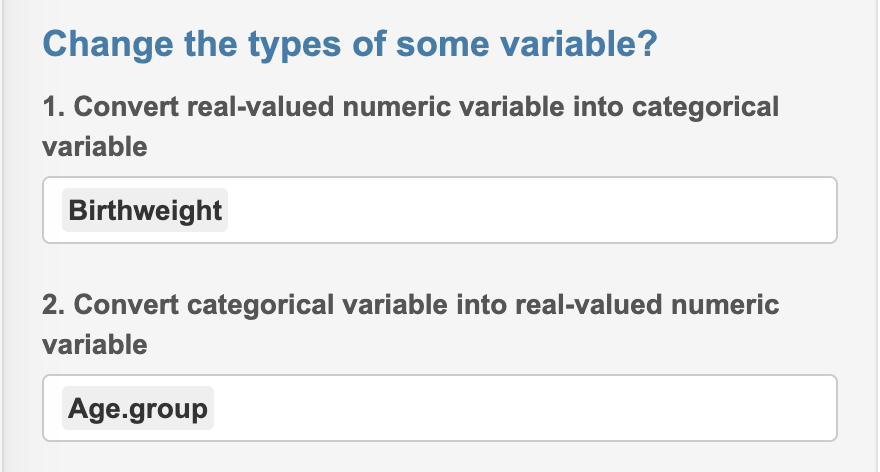 Change the types of some variable?
1. Convert real-valued numeric variable into categorical
variable
Birthweight
2. Convert categorical variable into real-valued numeric
variable
Age.group